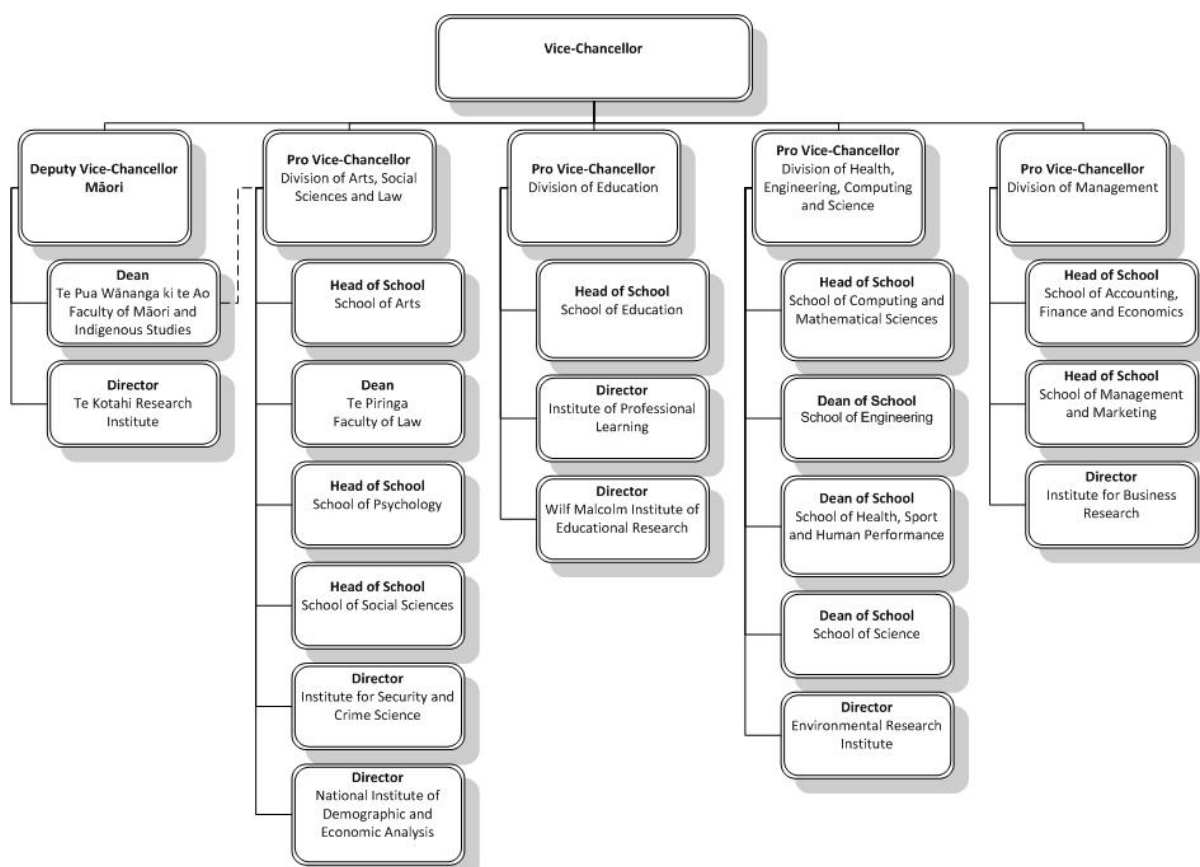 Vice-Chancellor
Deputy Vice-Chancellor
Māori
Dean
Te Pua Wānanga ki te Ao
Faculty of Māori and
Indigenous Studies
Director
Te Kotahi Research
Institute
Pro Vice-Chancellor
Division of Arts, Social
Sciences and Law
Head of School
School of Arts
Dean
Te Piringa
Faculty of Law
Head of School
School of Psychology
Head of School
School of Social Sciences
Director
Institute for Security and
Crime Science
Director
National Institute of
Demographic and
Economic Analysis
Pro Vice-Chancellor
Division of Education
Head of School
School of Education
Director
Institute of Professional
Learning
Director
Wilf Malcolm Institute of
Educational Research
Pro Vice-Chancellor
Division of Health,
Engineering, Computing
and Science
Head of School
School of Computing and
Mathematical Sciences
Dean of School
School of Engineering
Dean of School
School of Health, Sport
and Human Performance
Dean of School
School of Science
Director
Environmental Research
Institute
Pro Vice-Chancellor
Division of Management
Head of School
School of Accounting,
Finance and Economics
Head of School
School of Management
and Marketing
Director
Institute for Business
Research